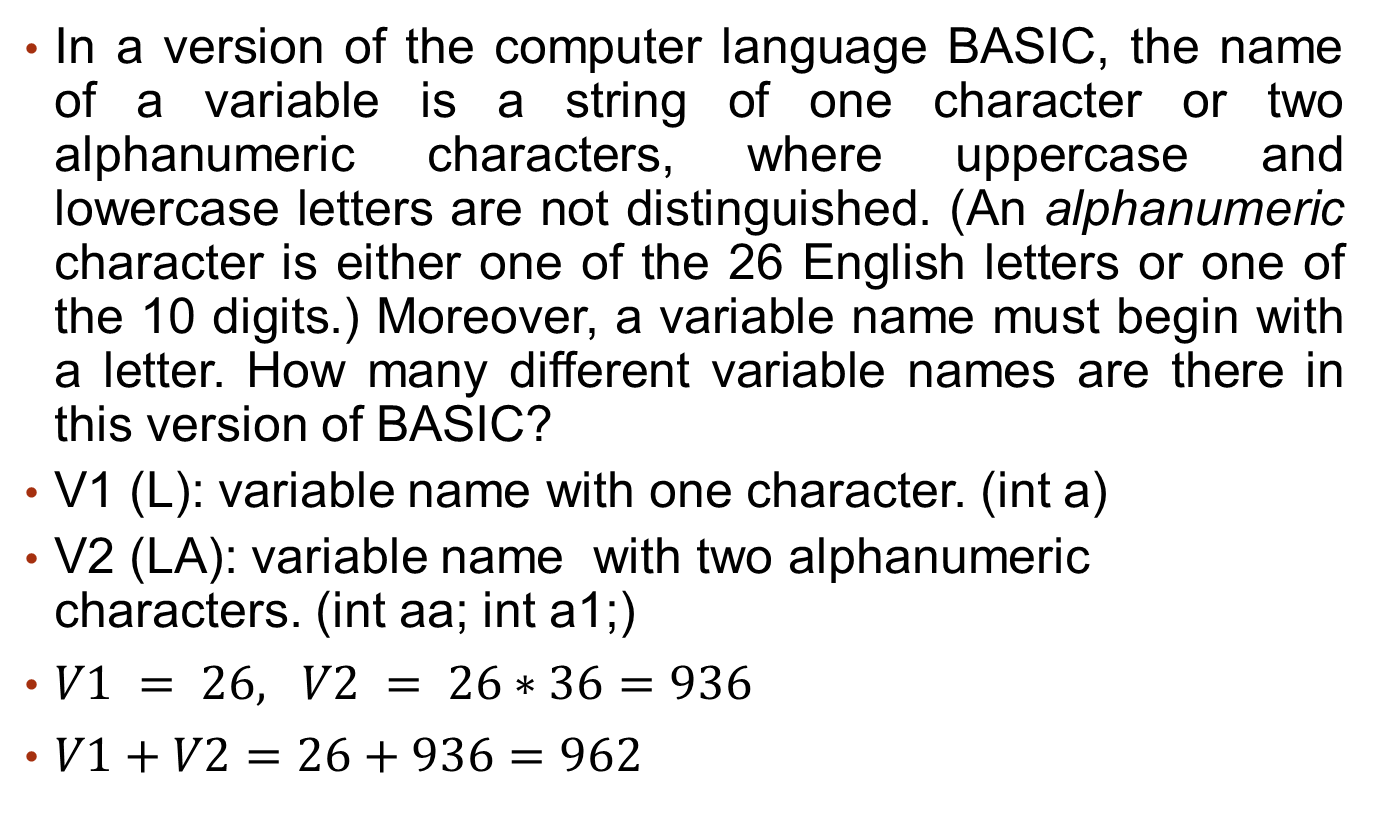 • In a version of the computer language BASIC, the name
of a variable is a string of one character or two
alphanumeric characters, where uppercase and
lowercase letters are not distinguished. (An alphanumeric
character is either one of the 26 English letters or one of
the 10 digits.) Moreover, a variable name must begin with
a letter. How many different variable names are there in
this version of BASIC?
• V1 (L): variable name with one character. (int a)
• V2 (LA): variable name  with two alphanumeric
characters. (int aa; int a1;)
• V1 = 26, V2 = 26 ∗ 36 = 936
• V1 + V2 = 26 + 936 = 962